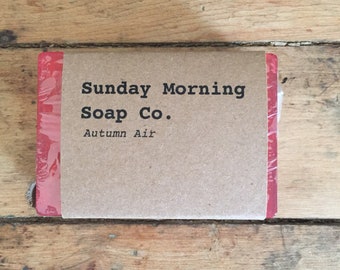 Sunday Morning
Soap Co.
Autumn Air